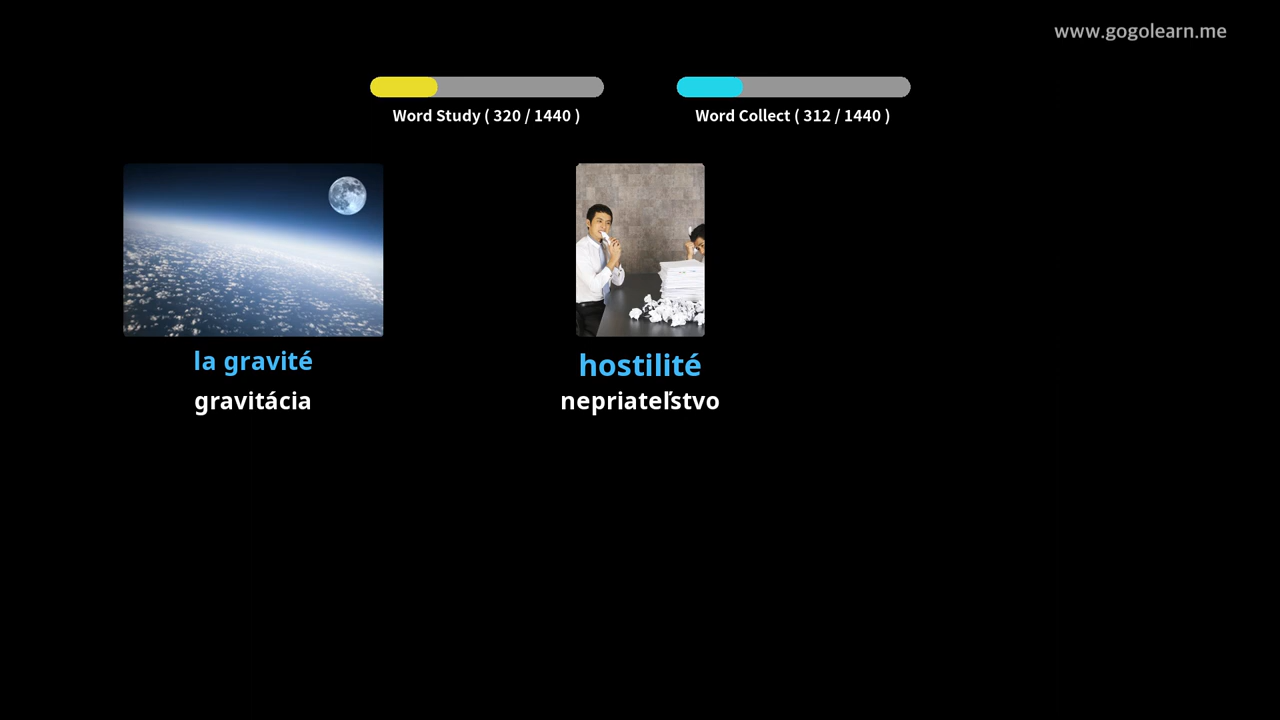 www.gogolearn.me
Word Study ( 320 / 1440 )
Word Collect ( 312 / 1440 )
la gravité
gravitácia
hostilité
nepriateľstvo